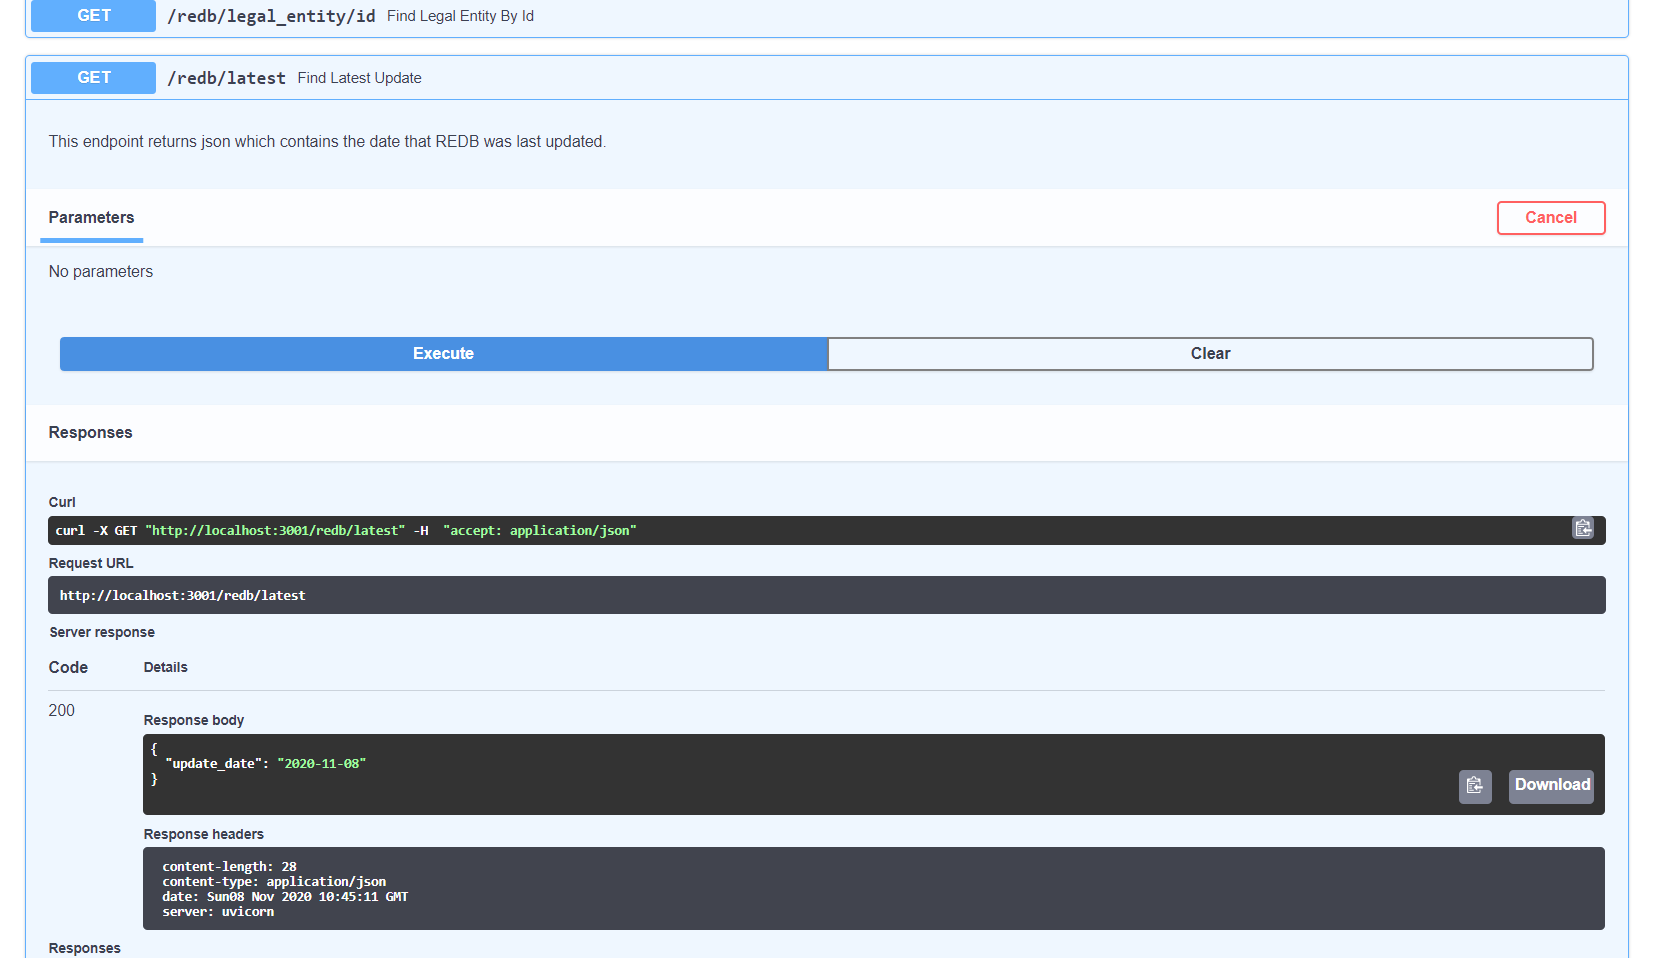 GET /redb/legal_entity/id Find Legal Entity By Id
GET /redb/latest Find Latest Update
This endpoint returns json which contains the date that REDB was last updated.
Parameters
Cancel
No parameters
Execute
Clear
Responses
Curl
curl -X GET "http://localhost:3001/redb/latest" -H  "accept: application/json"
Request URL
http://localhost:3001/redb/latest
Server response
Code Details
200
Response body
{
  "update_date": "2020-11-08"
}
Download
Response headers
content-length: 28
content-type: application/json
date: Sun08 Nov 2020 10:45:11 GMT
server: uvicorn
Responses